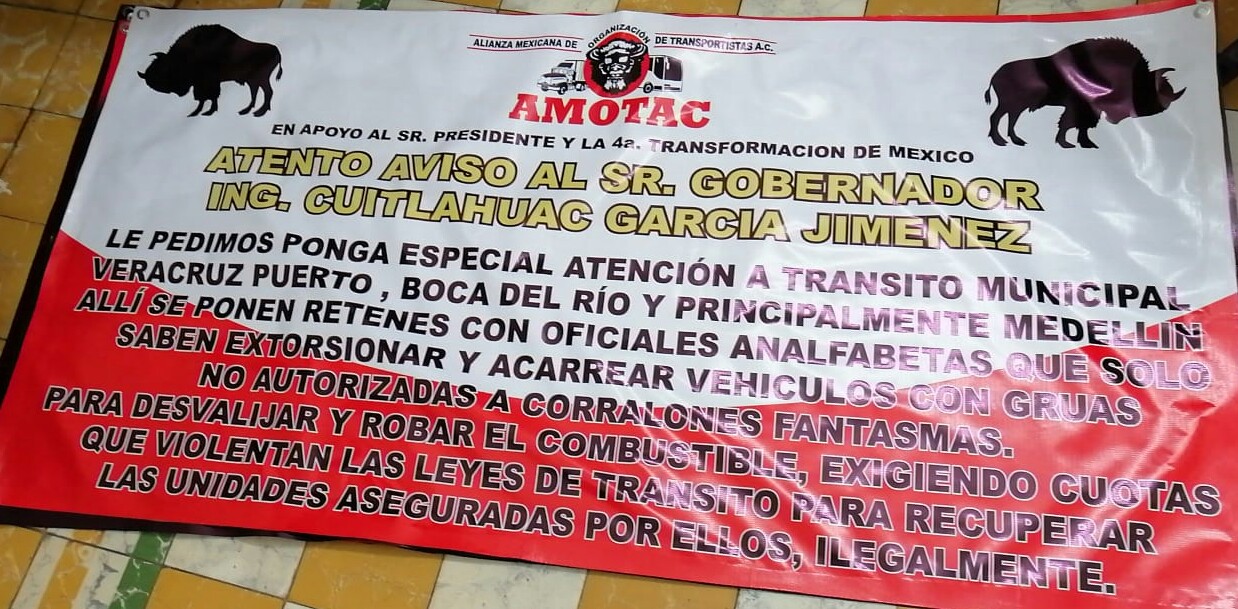 ALIANZA MEXICANA DE ORGANIZACIÓN DE TRANSPORTISTAS A.C.
AMOTAC
EN APOYO AL SR. PRESIDENTE Y LA 4a. TRANSFORMACION DE MEXICO
ATENTO AVISO AL SR. GOBERNADOR
ING. CUITLAHUAC GARCIA JIMENEZ
LE PEDIMOS PONGA ESPECIAL ATENCIÓN A TRANSITO MUNICIPAL
VERACRUZ PUERTO , BOCA DEL RÍO Y PRINCIPALMENTE MEDELLIN
ALLÍ SE PONEN RETENES CON OFICIALES ANALFABETAS QUE SOLO
SABEN EXTORSIONAR Y ACARREAR VEHICULOS CON GRUAS
NO AUTORIZADAS A CORRALONES FANTASMAS.
PARA DESVALIJAR Y ROBAR EL COMBUSTIBLE, EXIGIENDO CUOTAS
QUE VIOLENTAN LAS LEYES DE TRANSITO PARA RECUPERAR
LAS UNIDADES ASEGURADAS POR ELLOS, ILEGALMENTE.